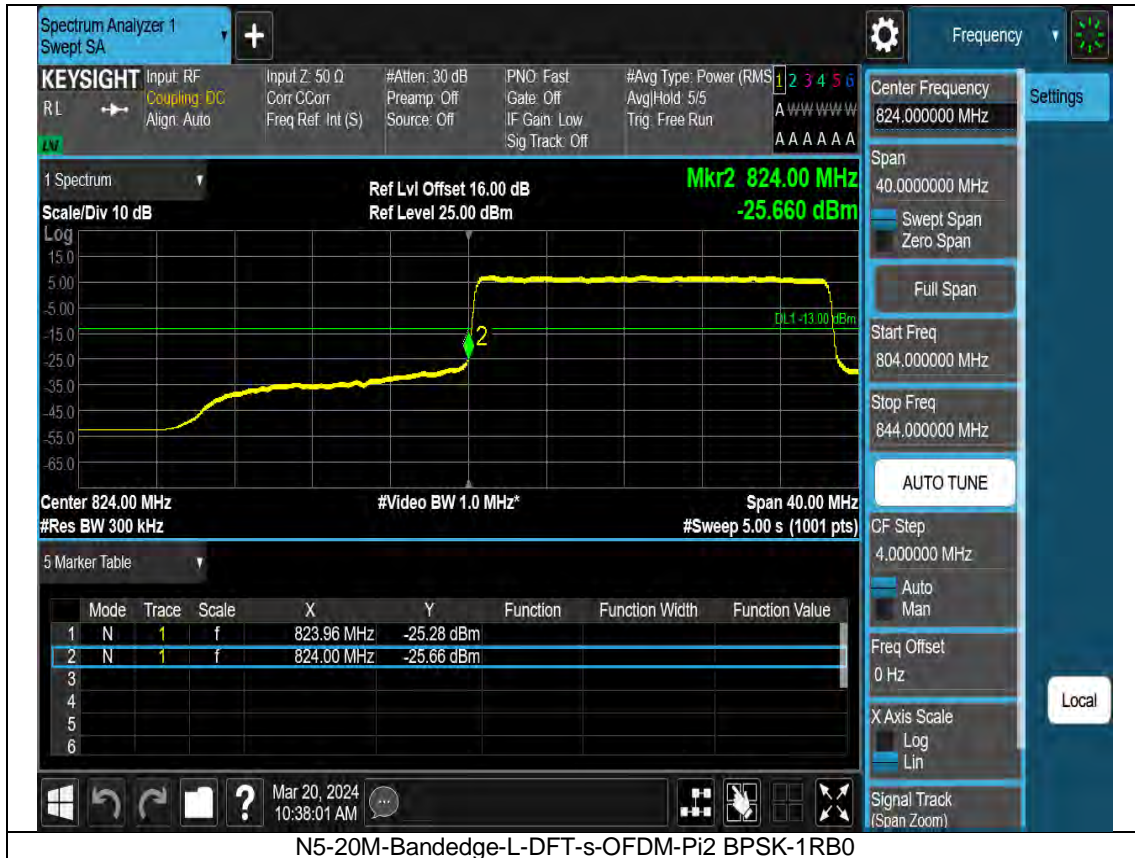 Spectrum Analyzer 1
Swept SA
+
Frequency
KEYSIGHT
RL
Input: RF
Coupling: DC
Align: Auto
Input Z: 50 Ω
Corr CCorr
Freq Ref: Int (S)
#Atten: 30 dB
Preamp: Off
Source: Off
PNO: Fast
Gate: Off
IF Gain: Low
Sig Track: Off
#Avg Type: Power (RMS
Avg|Hold: 5/5
Trig: Free Run
1 2 3 4 5 6
A W W W W W
A A A A A A
1 Spectrum
Scale/Div 10 dB
Ref Lvl Offset 16.00 dB
Ref Level 25.00 dBm
Mkr2 824.00 MHz
-25.660 dBm
Log
15.0
5.00
-5.00
-15.0
-25.0
-35.0
-45.0
-55.0
-65.0
DL1 -13.00 dBm
2
Center 824.00 MHz
#Video BW 1.0 MHz*
Span 40.00 MHz
#Res BW 300 kHz
#Sweep 5.00 s (1001 pts)
5 Marker Table
Mode Trace Scale X Y Function Function Width Function Value
1 N 1 f 823.96 MHz -25.28 dBm
2 N 1 f 824.00 MHz -25.66 dBm
3
4
5
6
?
Mar 20, 2024
10:38:01 AM
Center Frequency
824.000000 MHz
Settings
Span
40.0000000 MHz
Swept Span
Zero Span
Full Span
Start Freq
804.000000 MHz
Stop Freq
844.000000 MHz
AUTO TUNE
CF Step
4.000000 MHz
Auto
Man
Freq Offset
0 Hz
X Axis Scale
Log
Lin
Signal Track
(Span Zoom)
Local
N5-20M-Bandedge-L-DFT-s-OFDM-Pi2 BPSK-1RB0